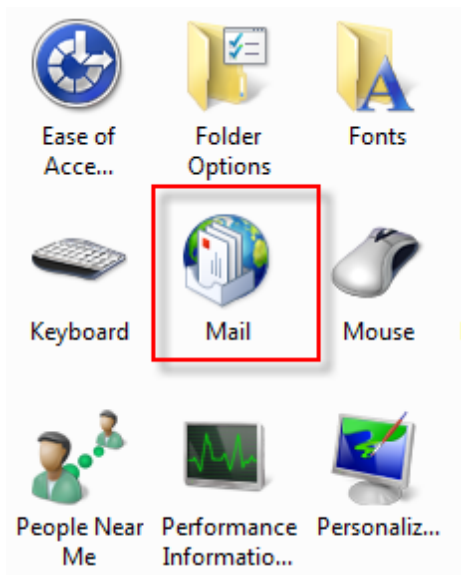 Ease of
Acce...
Folder
Options
Fonts
Keyboard
Mail
Mouse
People Near
Me
Performance
Informatio...
Personaliz...